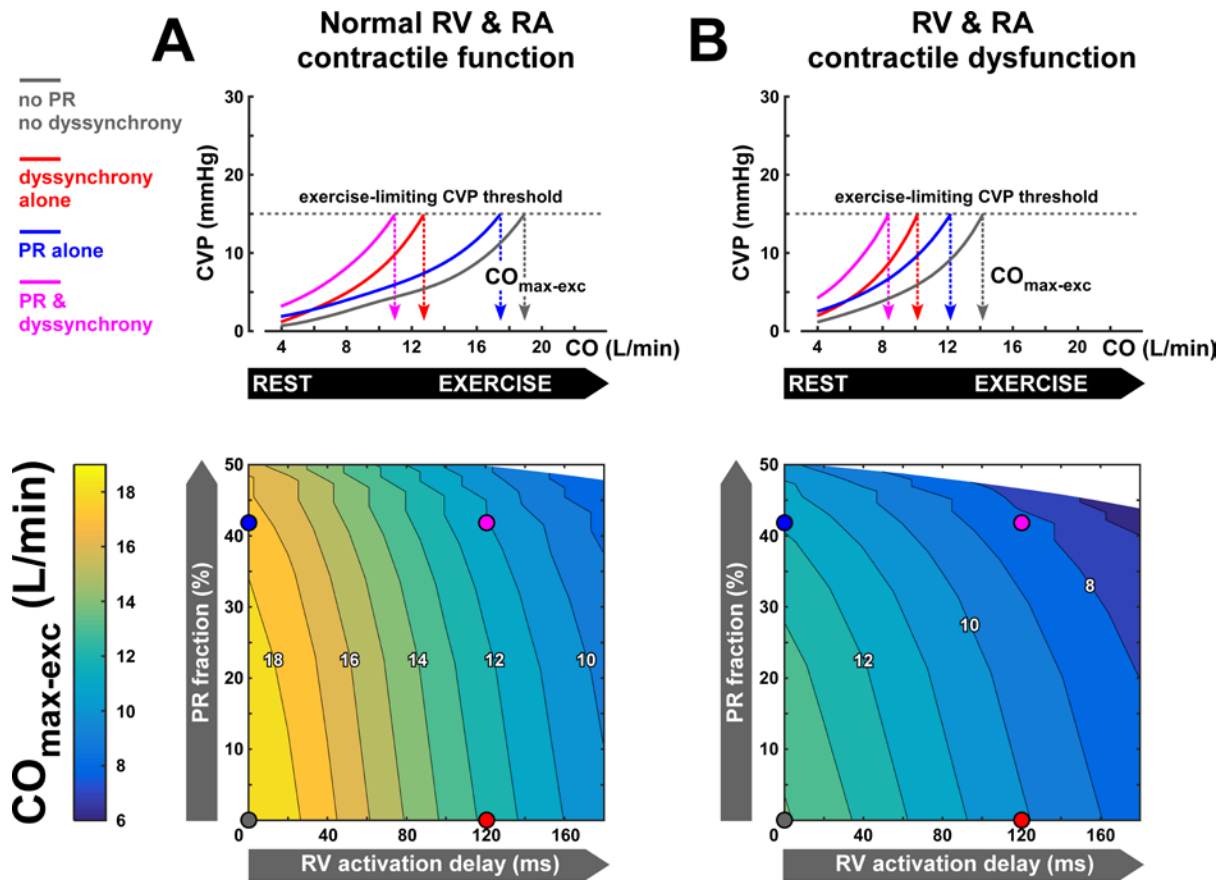 A
Normal RV & RA
contractile function
B
RV & RA
contractile dysfunction
no PR
no dyssynchrony
dyssynchrony
alone
PR alone
PR &
dyssynchrony
CVP (mmHg)
30
20
10
0
exercise-limiting CVP threshold
COmax-exc
4
8
12
16
20
CO (L/min)
REST
EXERCISE
CVP (mmHg)
30
20
10
0
exercise-limiting CVP threshold
COmax-exc
4
8
12
16
20
CO (L/min)
REST
EXERCISE
COmax-exc (L/min)
18
16
14
12
10
8
6
PR fraction (%)
50
40
30
20
10
0
18
16
14
12
10
0
40
80
120
160
RV activation delay (ms)
PR fraction (%)
50
40
30
20
10
0
12
10
8
0
40
80
120
160
RV activation delay (ms)